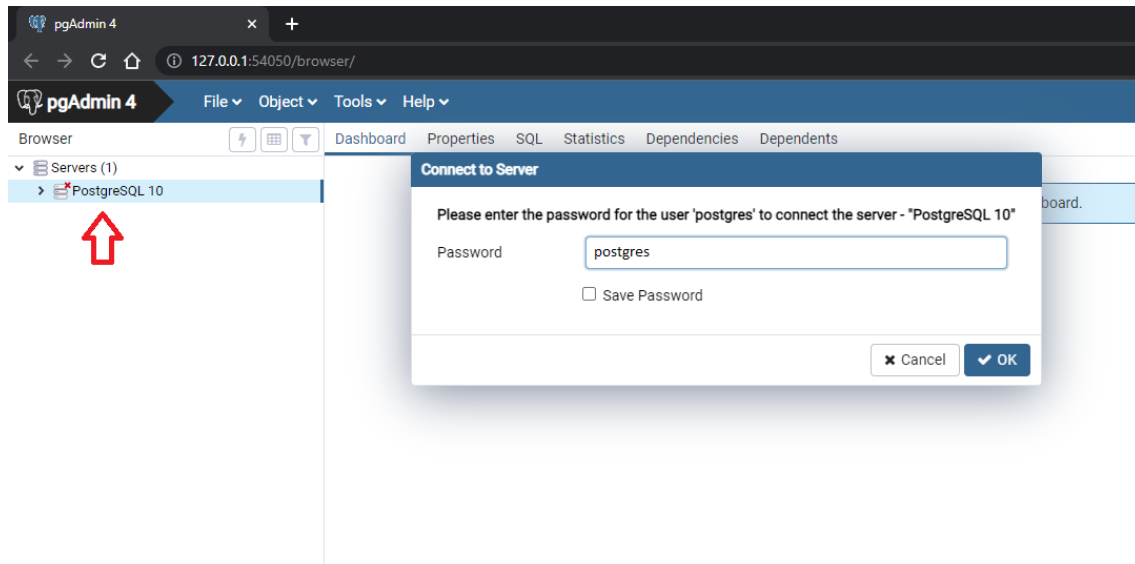 pgAdmin 4
127.0.0.1:54050/browser/
pgAdmin 4 File Object Tools Help
Browser Dashboard Properties SQL Statistics Dependencies Dependents
Servers (1) Connect to Server
PostgreSQL 10
board.
Please enter the password for the user 'postgres' to connect the server - "PostgreSQL 10"
Password postgres
Save Password
Cancel OK